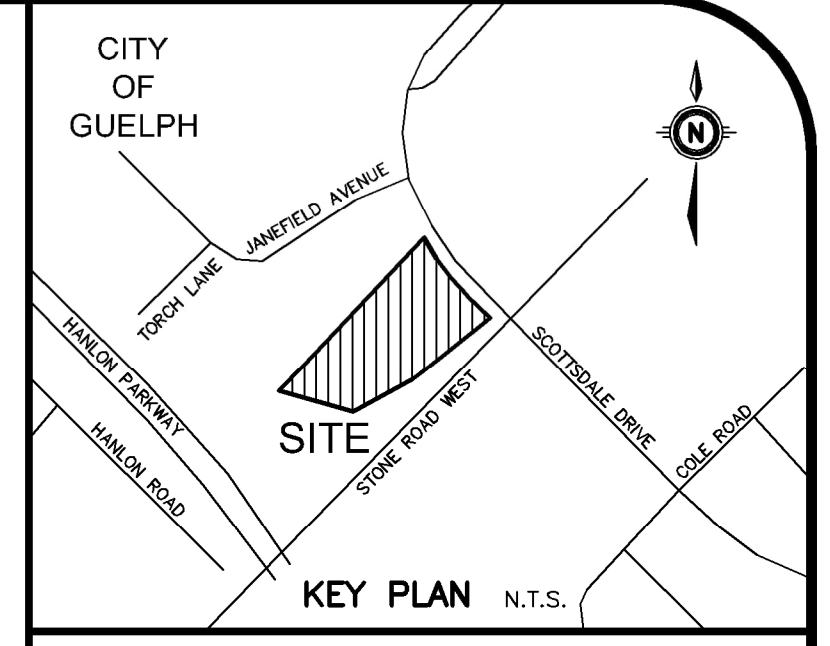 CITY
OF
GUELPH
N
JANEFIELD AVENUE
TORCH LANE
HANLON PARKWAY
HANLON ROAD
SITE
STONE ROAD WEST
SCOTTSDALE DRIVE
COLE ROAD
KEY PLAN N.T.S.